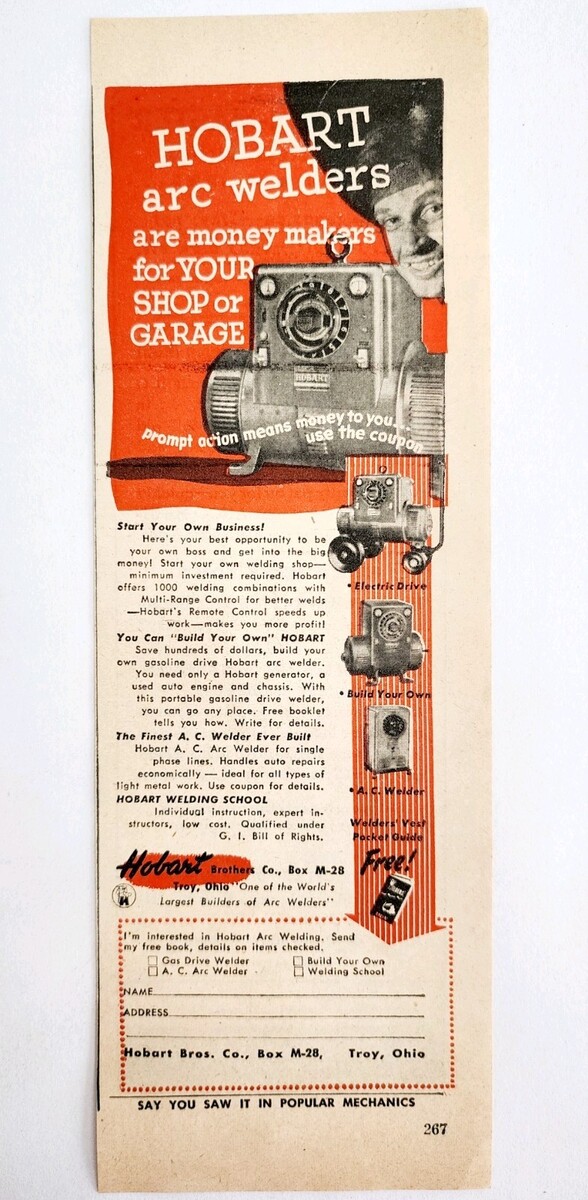 HOBART
arc welders
are money makers
for YOUR
SHOP or
GARAGE
HOBART
prompt action means money to you...
use the coupon
Start Your Own Business!
Here's your best opportunity to be
your own boss and get into the big
money! Start your own welding shop—
minimum investment required. Hobart
offers 1000 welding combinations with
Multi-Range Control for better welds
—Hobart's Remote Control speeds up
work—makes you more profit!
You Can "Build Your Own" HOBART
Save hundreds of dollars, build your
own gasoline drive Hobart arc welder.
You need only a Hobart generator, a
used auto engine and chassis. With
this portable gasoline drive welder,
you can go any place. Free booklet
tells you how. Write for details.
The Finest A. C. Welder Ever Built
Hobart A. C. Arc Welder for single
phase lines. Handles auto repairs
economically — ideal for all types of
light metal work. Use coupon for details.
HOBART WELDING SCHOOL
Individual instruction, expert in-
structors, low cost. Qualified under
G. I. Bill of Rights.
• Electric Drive
• Build Your Own
• A. C. Welder
Welders' Vest
Pocket Guide
Free!
Hobart Brothers Co., Box M-28
Troy, Ohio "One of the World's
Largest Builders of Arc Welders"
I'm interested in Hobart Arc Welding. Send
my free book, details on items checked.
Gas Drive Welder Build Your Own
A. C. Arc Welder Welding School
NAME
ADDRESS
Hobart Bros. Co., Box M-28, Troy, Ohio
SAY YOU SAW IT IN POPULAR MECHANICS
267